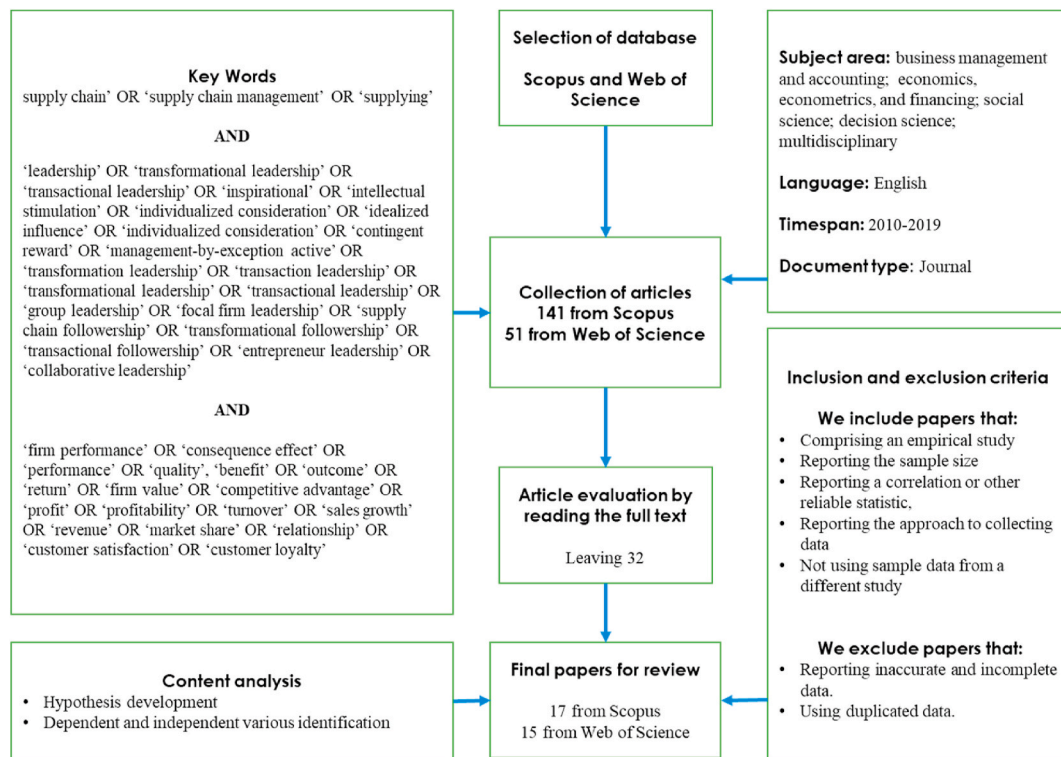 Key Words
supply chain’ OR ‘supply chain management’ OR ‘supplying’
AND
‘leadership’ OR ‘transformational leadership’ OR
‘transactional leadership’ OR ‘inspirational’ OR ‘intellectual
stimulation’ OR ‘individualized consideration’ OR ‘idealized
influence’ OR ‘individualized consideration’ OR ‘contingent
reward’ OR ‘management-by-exception active’ OR
‘transformation leadership’ OR ‘transaction leadership’ OR
‘transformational leadership’ OR ‘transactional leadership’ OR
‘group leadership’ OR ‘focal firm leadership’ OR ‘supply
chain followership’ OR ‘transformational followership’ OR
‘transactional followership’ OR ‘entrepreneur leadership’ OR
‘collaborative leadership’
AND
‘firm performance’ OR ‘consequence effect’ OR
‘performance’ OR ‘quality’, ‘benefit’ OR ‘outcome’ OR
‘return’ OR ‘firm value’ OR ‘competitive advantage’ OR
‘profit’ OR ‘profitability’ OR ‘turnover’ OR ‘sales growth’
OR ‘revenue’ OR ‘market share’ OR ‘relationship’ OR
‘customer satisfaction’ OR ‘customer loyalty’
Selection of database
Scopus and Web of
Science
Subject area: business management
and accounting; economics,
econometrics, and financing; social
science; decision science;
multidisciplinary
Language: English
Timespan: 2010-2019
Document type: Journal
Collection of articles
141 from Scopus
51 from Web of Science
Article evaluation by
reading the full text
Leaving 32
Inclusion and exclusion criteria
We include papers that:
• Comprising an empirical study
• Reporting the sample size
• Reporting a correlation or other
reliable statistic,
• Reporting the approach to collecting
data
• Not using sample data from a
different study
We exclude papers that:
• Reporting inaccurate and incomplete
data.
• Using duplicated data.
Content analysis
• Hypothesis development
• Dependent and independent various identification
Final papers for review
17 from Scopus
15 from Web of Science